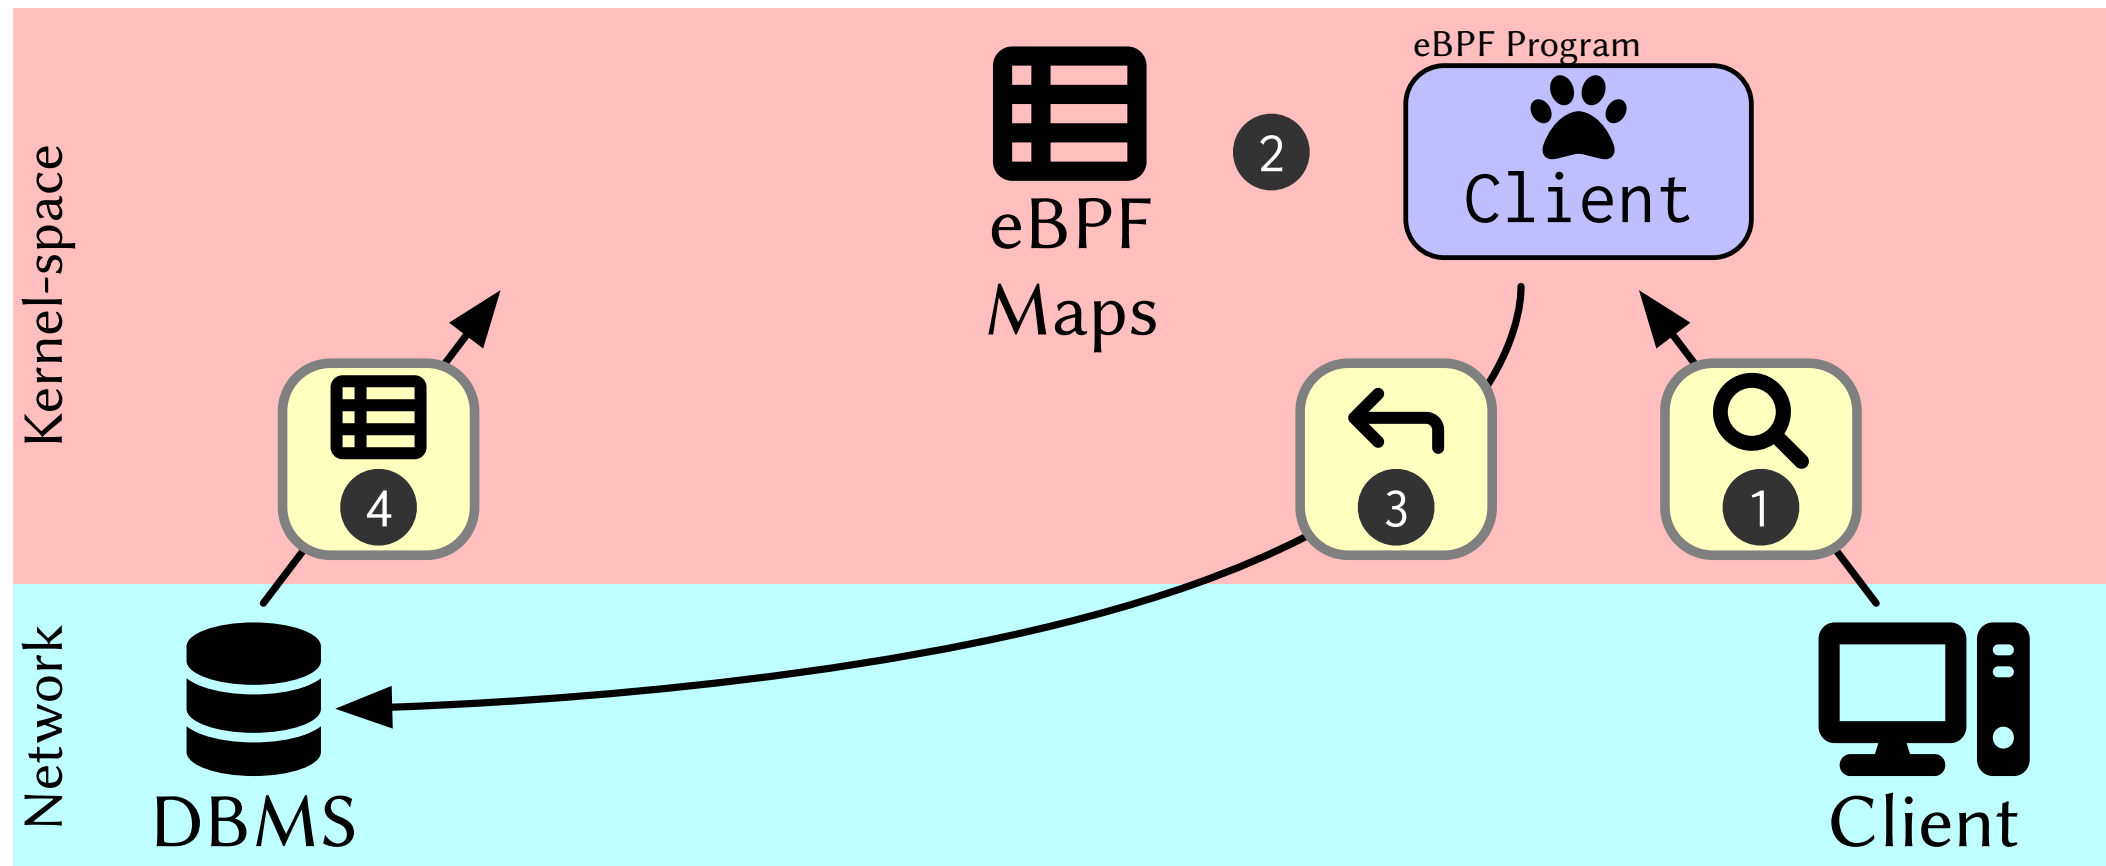 Kernel-space
eBPF
Maps
2
eBPF Program
Client
4
3
1
Network
DBMS
Client